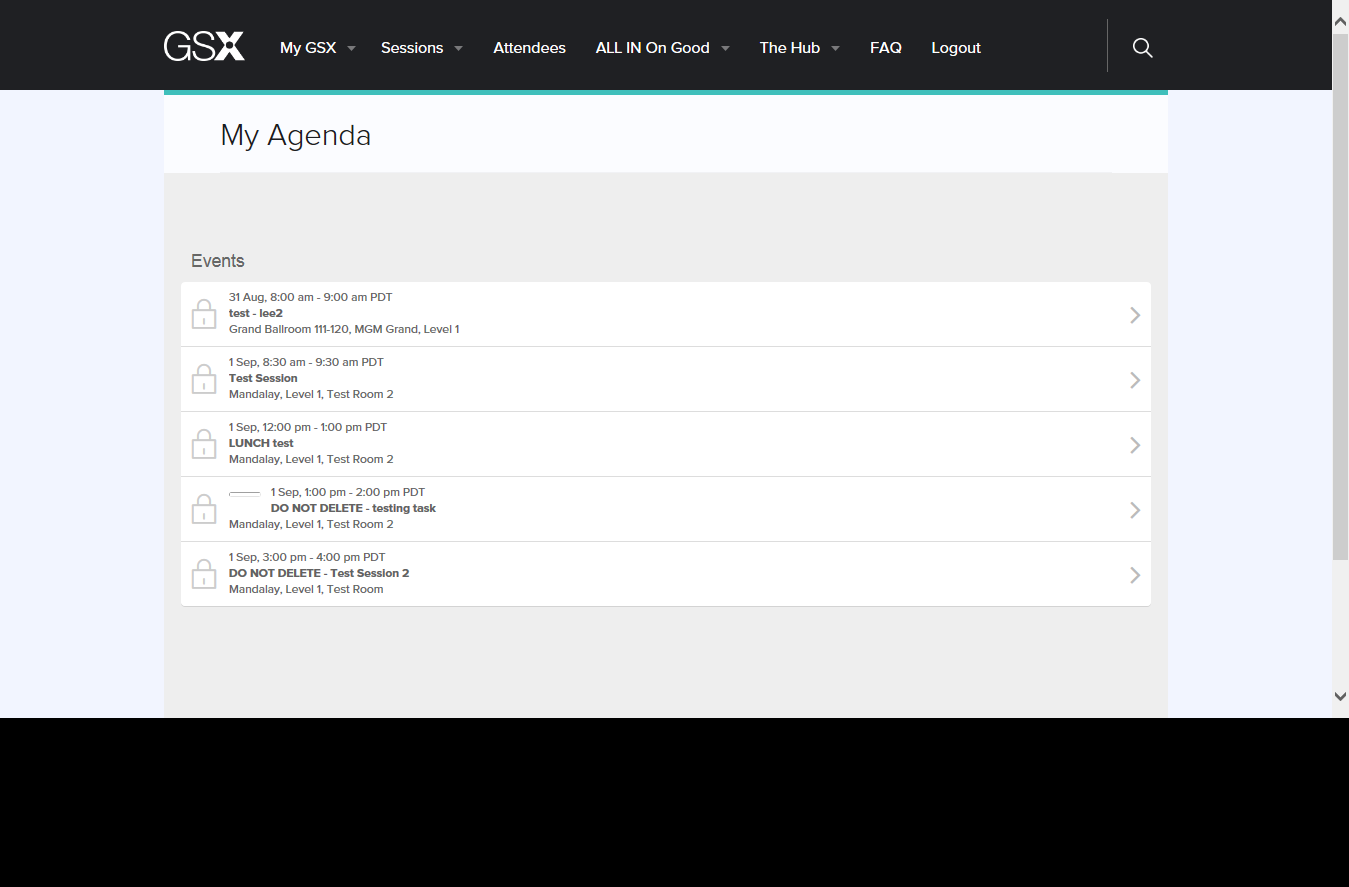 GSX
My GSX
Sessions
Attendees
ALL IN On Good
The Hub
FAQ
Logout
My Agenda
Events
31 Aug, 8:00 am - 9:00 am PDT
test - lee2
Grand Ballroom 111-120, MGM Grand, Level 1
1 Sep, 8:30 am - 9:30 am PDT
Test Session
Mandalay, Level 1, Test Room 2
1 Sep, 12:00 pm - 1:00 pm PDT
LUNCH test
Mandalay, Level 1, Test Room 2
1 Sep, 1:00 pm - 2:00 pm PDT
DO NOT DELETE - testing task
Mandalay, Level 1, Test Room 2
1 Sep, 3:00 pm - 4:00 pm PDT
DO NOT DELETE - Test Session 2
Mandalay, Level 1, Test Room